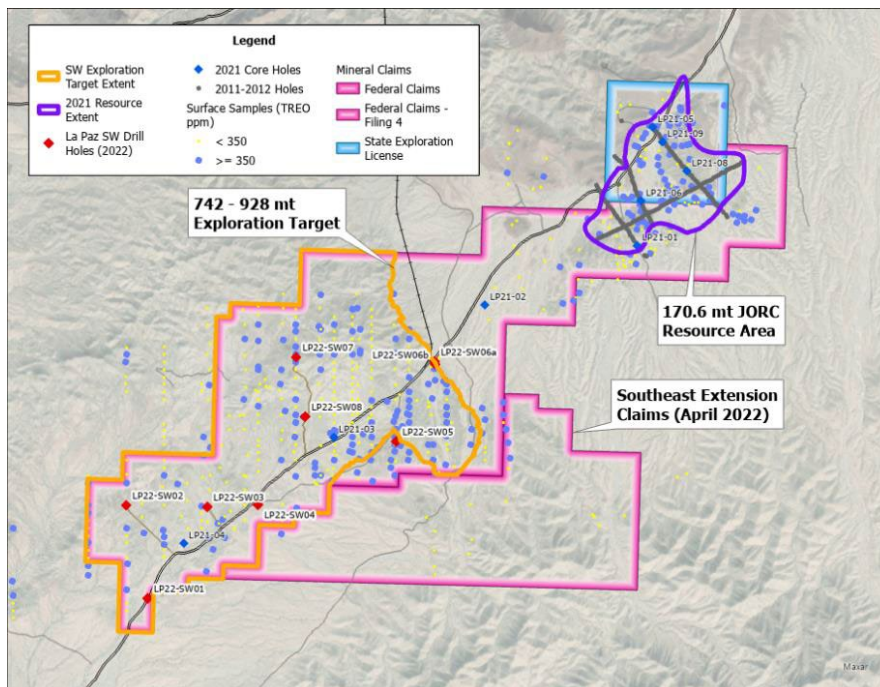 Legend
SW Exploration
Target Extent
2021 Resource
Extent
La Paz SW Drill
Holes (2022)
2021 Core Holes
2011-2012 Holes
Surface Samples (TREO
ppm)
< 350
>= 350
Mineral Claims
Federal Claims
Federal Claims -
Filing 4
State Exploration
License
742 - 928 mt
Exploration Target
170.6 mt JORC
Resource Area
Southeast Extension
Claims (April 2022)
LP21-05
LP21-09
LP21-08
LP21-06
LP21-01
LP21-02
LP22-SW07
LP22-SW06b
LP22-SW06a
LP22-SW08
LP21-03
LP22-SW05
LP22-SW02
LP22-SW03
LP22-SW04
LP21-04
LP22-SW01
Maxar